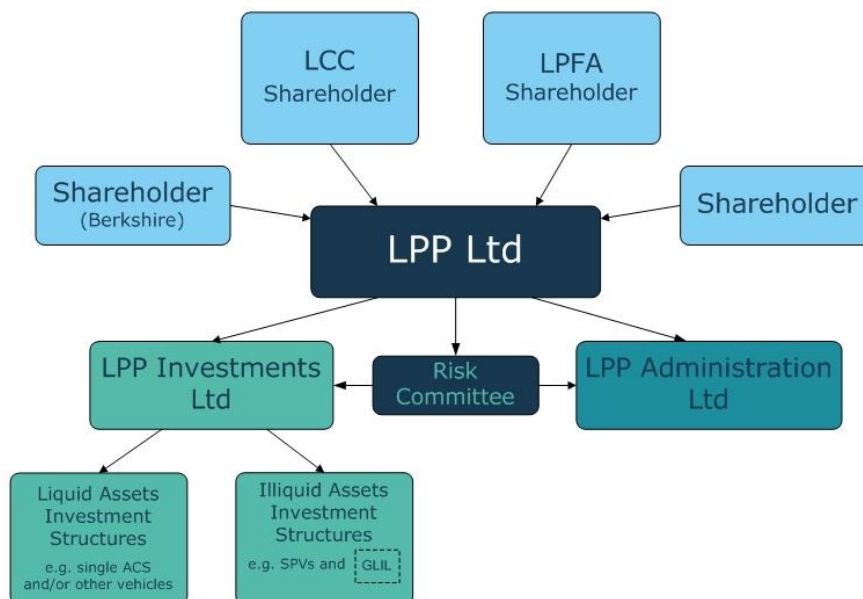 LCC
Shareholder
LPFA
Shareholder
Shareholder
(Berkshire)
Shareholder
LPP Ltd
LPP Investments
Ltd
Risk
Committee
LPP Administration
Ltd
Liquid Assets
Investment
Structures
e.g. single ACS
and/or other vehicles
Illiquid Assets
Investment
Structures
e.g. SPVs and GLIL